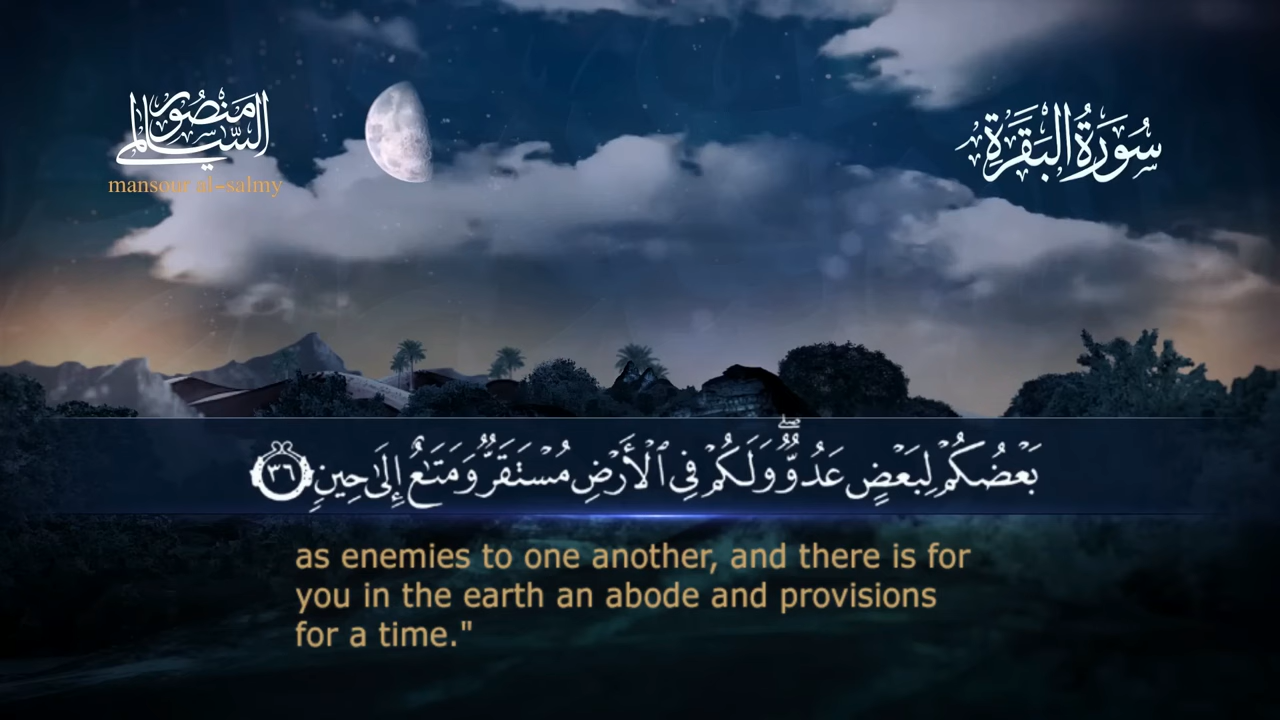 منصور
السالمي
mansour al-salmy
سُورَةُ البَقَرَةِ
بَعْضُكُمْ لِبَعْضٍ عَدُوٌّ ۖ وَلَكُمْ فِى ٱلْأَرْضِ مُسْتَقَرٌّ وَمَتَـٰعٌ إِلَىٰ حِينٍ ٣٦
as enemies to one another, and there is for
you in the earth an abode and provisions
for a time."